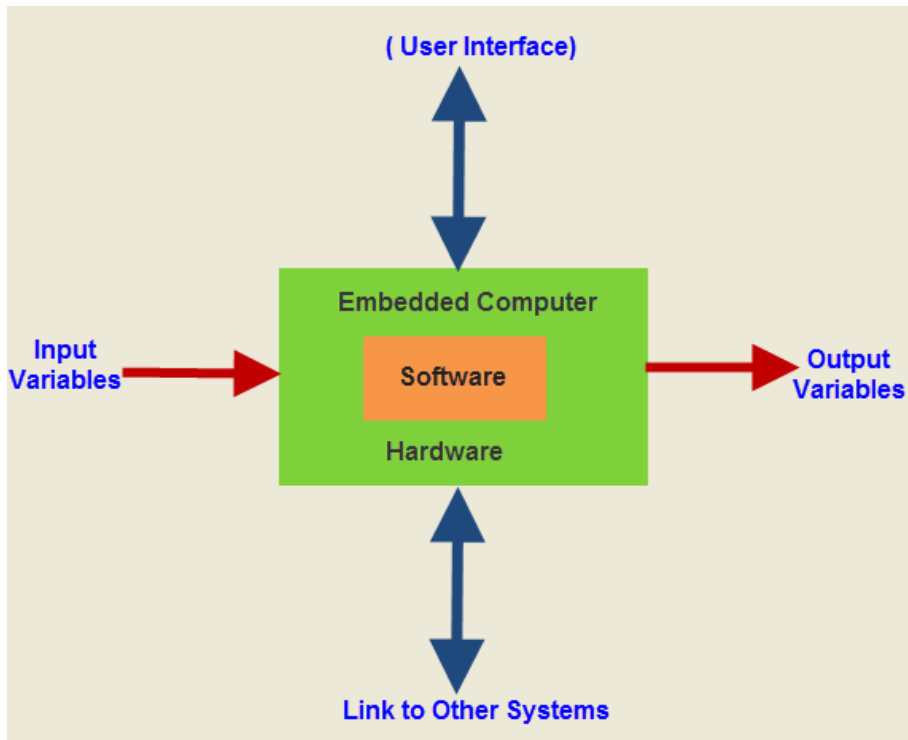 ( User Interface)
Embedded Computer
Input
Variables
Software
Output
Variables
Hardware
Link to Other Systems